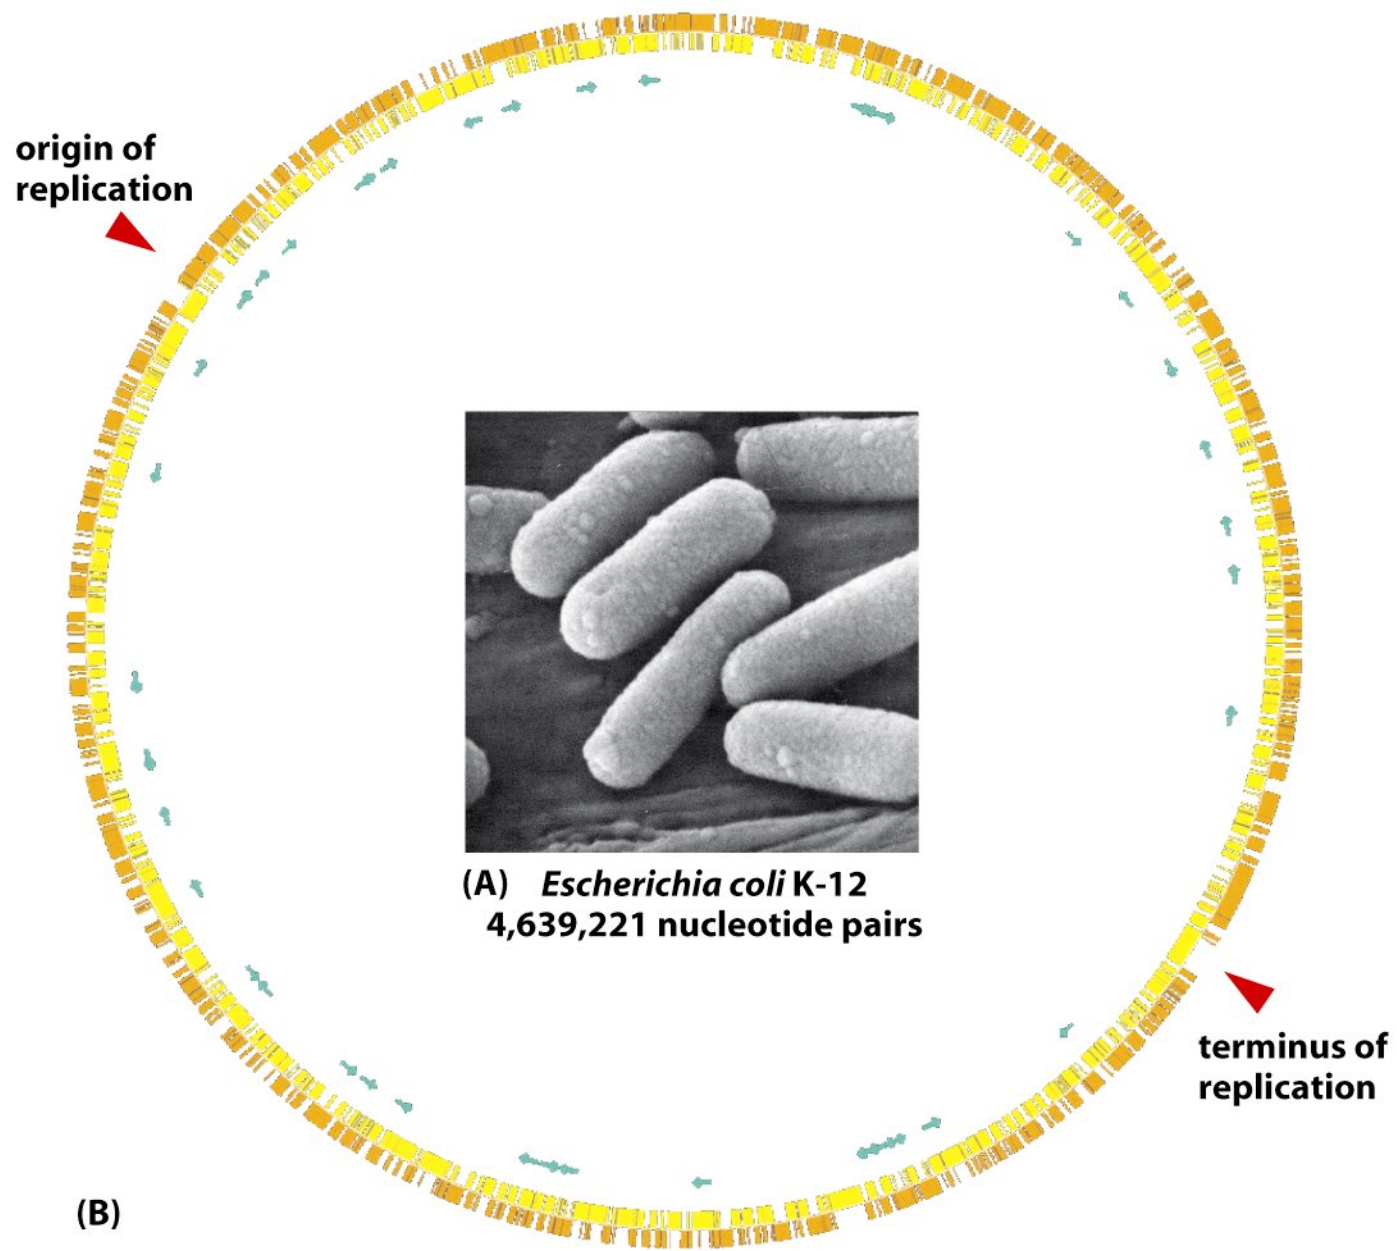 origin of
replication
(A) Escherichia coli K-12
4,639,221 nucleotide pairs
terminus of
replication
(B)